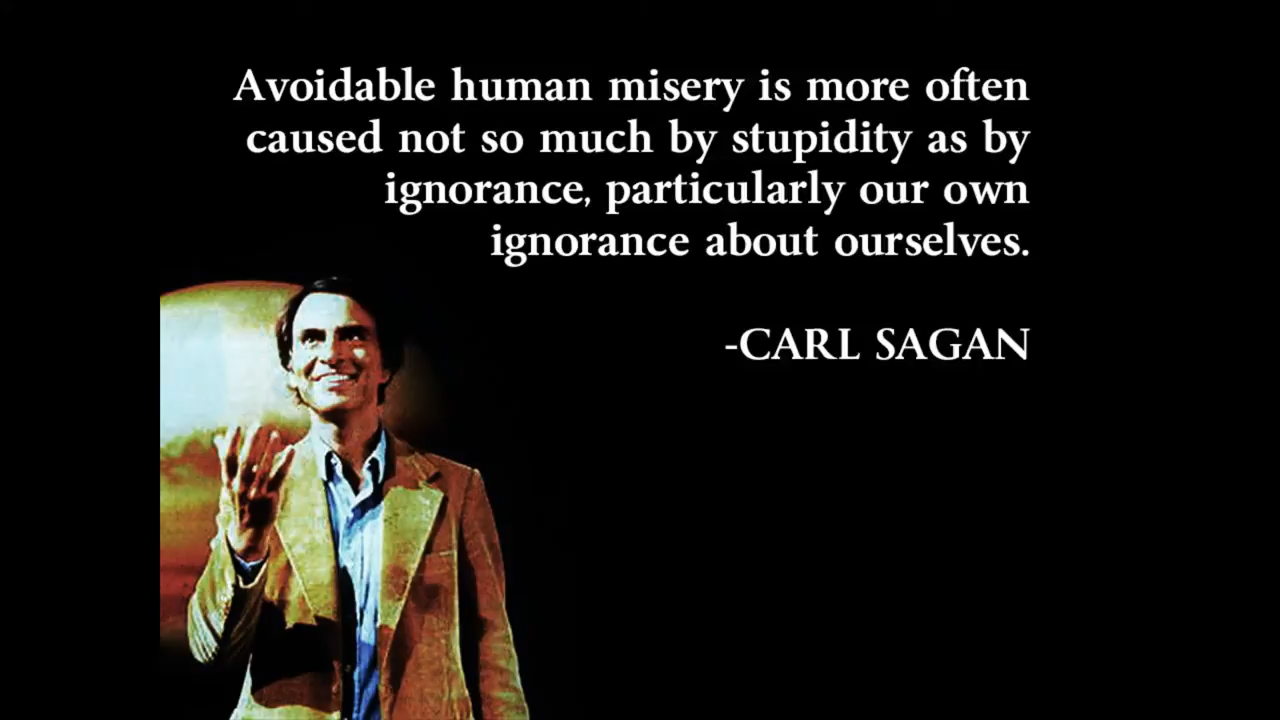 Avoidable human misery is more often
caused not so much by stupidity as by
ignorance, particularly our own
ignorance about ourselves.
-CARL SAGAN